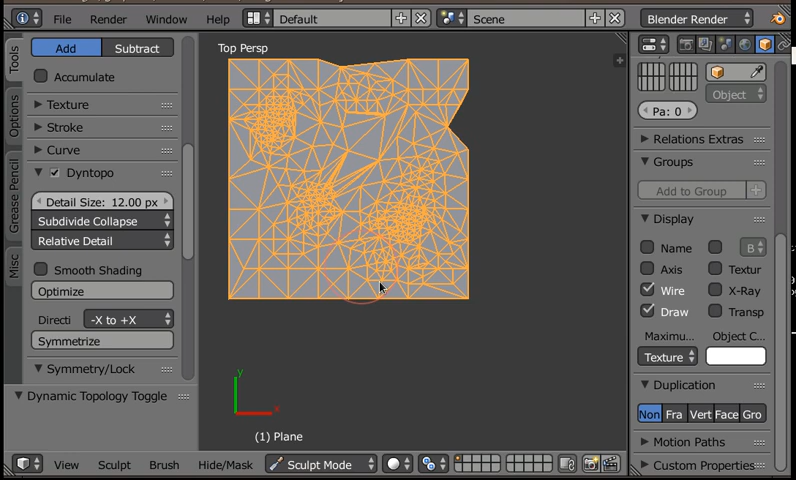 File Render Window Help Default Scene Blender Render
Tools
Options
Grease Pencil
Misc
Add Subtract
Accumulate
Texture
Stroke
Curve
Dyntopo
Detail Size: 12.00 px
Subdivide Collapse
Relative Detail
Smooth Shading
Optimize
Directi -X to +X
Symmetrize
Symmetry/Lock
Dynamic Topology Toggle
Top Persp
y
x
(1) Plane
Object
Pa: 0
Relations Extras
Groups
Add to Group
Display
Name B
Axis Textur
Wire X-Ray
Draw Transp
Maximu... Object C...
Texture
Duplication
Non Fra Vert Face Gro
Motion Paths
Custom Properties
View Sculpt Brush Hide/Mask Sculpt Mode